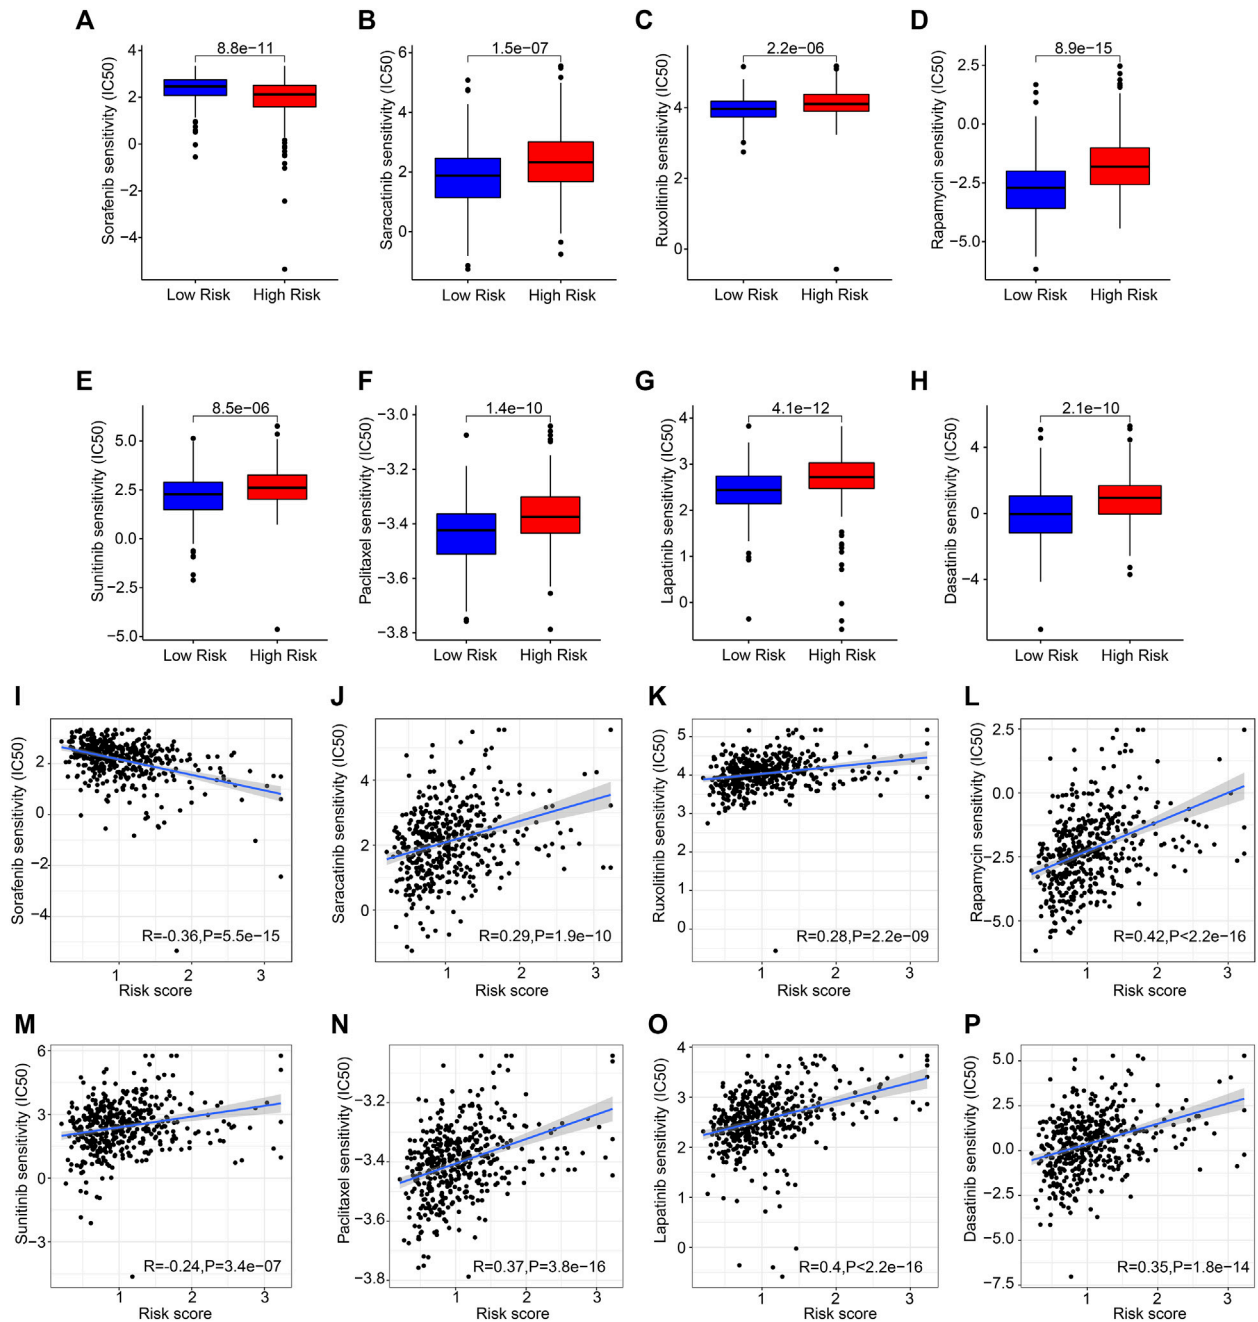 A
B
C
D
8.8e−11
1.5e−07
2.2e−06
8.9e−15
Sorafenib sensitivity (IC50)
4
2
0
−2
−4
Low Risk High Risk
Saracatinib sensitivity (IC50)
6
4
2
0
Low Risk High Risk
Ruxolitinib sensitivity (IC50)
4
2
0
Low Risk High Risk
Rapamycin sensitivity (IC50)
2.5
0.0
−2.5
−5.0
Low Risk High Risk
E
F
G
H
8.5e−06
1.4e−10
4.1e−12
2.1e−10
Sunitinib sensitivity (IC50)
5.0
2.5
0.0
−2.5
−5.0
Low Risk High Risk
Paclitaxel sensitivity (IC50)
−3.0
−3.2
−3.4
−3.6
−3.8
Low Risk High Risk
Lapatinib sensitivity (IC50)
4
3
2
1
0
Low Risk High Risk
Dasatinib sensitivity (IC50)
4
0
−4
Low Risk High Risk
I
J
K
L
Sorafenib sensitivity (IC50)
2
0
−2
−4
R=-0.36,P=5.5e−15
1 2 3
Risk score
Saracatinib sensitivity (IC50)
4
2
0
R=0.29,P=1.9e−10
1 2 3
Risk score
Ruxolitinib sensitivity (IC50)
5
4
3
2
1
0
R=0.28,P=2.2e−09
1 2 3
Risk score
Rapamycin sensitivity (IC50)
2.5
0.0
−2.5
−5.0
R=0.42,P<2.2e−16
1 2 3
Risk score
M
N
O
P
Sunitinib sensitivity (IC50)
6
3
0
−3
R=-0.24,P=3.4e−07
1 2 3
Risk score
Paclitaxel sensitivity (IC50)
−3.2
−3.4
−3.6
−3.8
R=0.37,P=3.8e−16
1 2 3
Risk score
Lapatinib sensitivity (IC50)
4
3
2
1
0
R=0.4,P<2.2e−16
1 2 3
Risk score
Dasatinib sensitivity (IC50)
5.0
2.5
0.0
−2.5
−5.0
−7.5
R=0.35,P=1.8e−14
1 2 3
Risk score